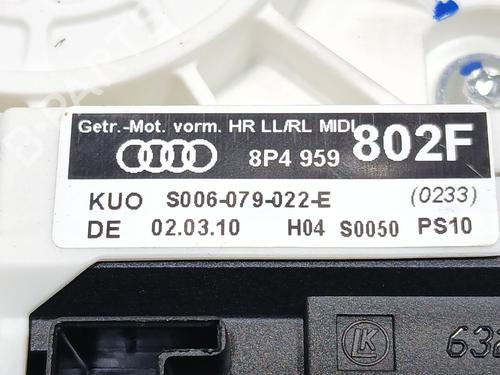 Getr.-Mot. vorm. HR LL/RL MIDI
8P4 959 802F
KUO S006-079-022-E (0233)
DE 02.03.10 H04 S0050 PS10
LK 632